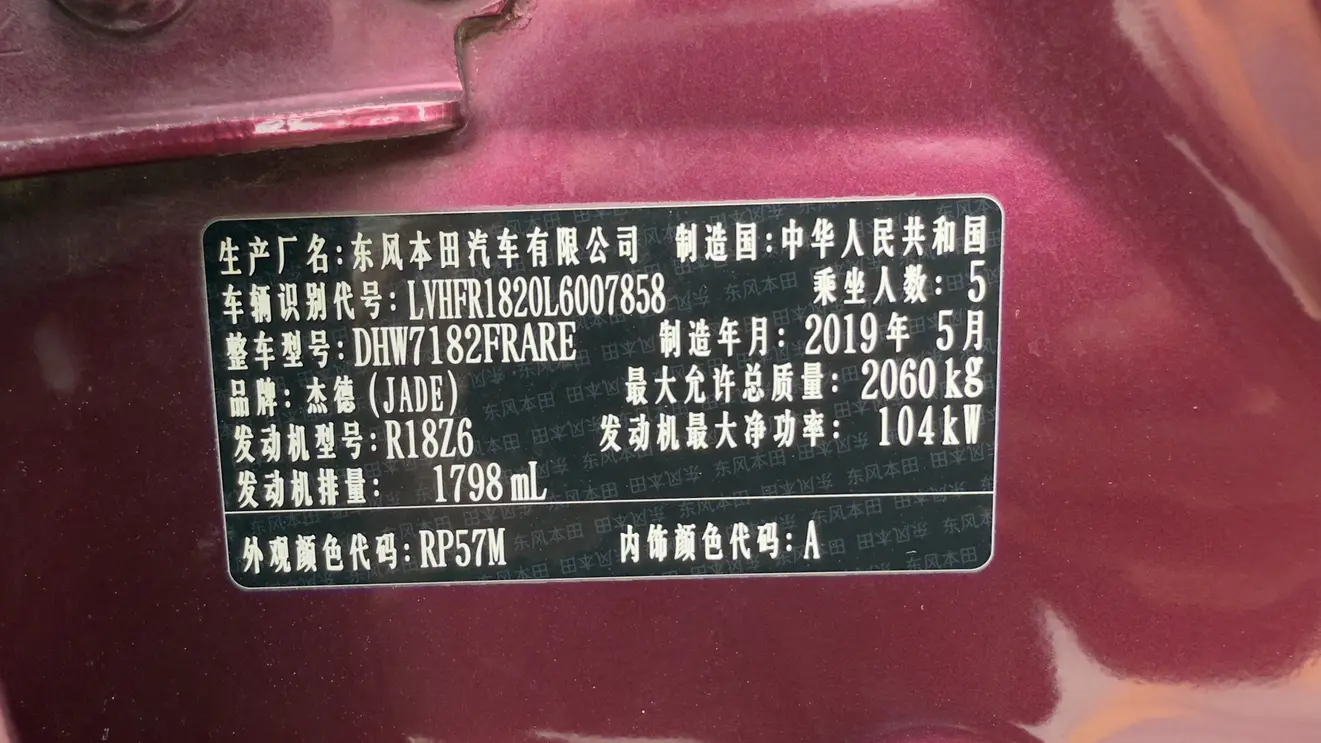 生产厂名:东风本田汽车有限公司 制造国:中华人民共和国
车辆识别代号:LVHFR1820L6007858 乘坐人数:5
整车型号:DHW7182FRARE 制造年月:2019年 5月
品牌:杰德(JADE) 最大允许总质量:2060kg
发动机型号:R18Z6 发动机最大净功率:104kW
发动机排量: 1798mL
外观颜色代码:RP57M 内饰颜色代码:A